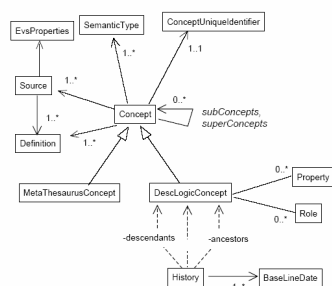 EvsProperties
SemanticType
ConceptUniqueIdentifier
1..*
1..1
Source
1..*
Concept
0..*
subConcepts,
superConcepts
1..*
Definition
1..*
MetaThesaurusConcept
DescLogicConcept
0..*
Property
0..*
Role
-descendants
-ancestors
History
1..*
BaseLineDate